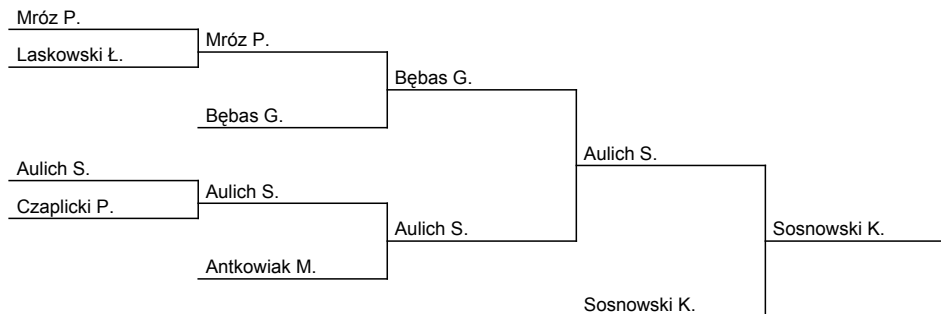 Mróz P.
Laskowski Ł.
Mróz P.
Bębas G.
Bębas G.
Aulich S.
Czaplicki P.
Aulich S.
Antkowiak M.
Aulich S.
Aulich S.
Sosnowski K.
Sosnowski K.